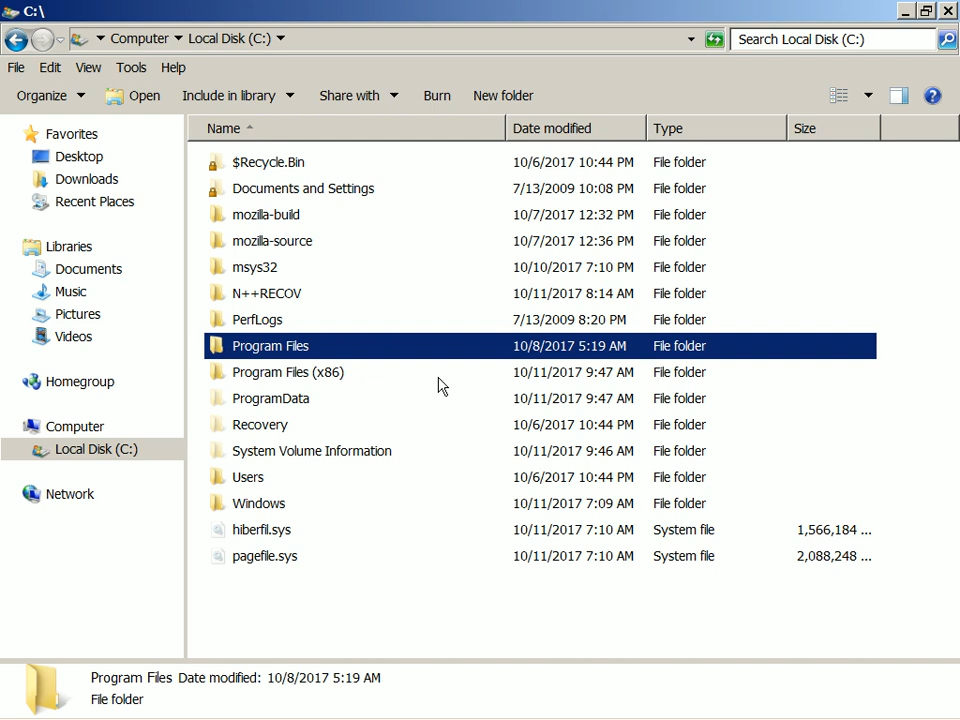 C:\
Computer Local Disk (C:) Search Local Disk (C:)
File Edit View Tools Help
Organize Open Include in library Share with Burn New folder
Favorites
Desktop
Downloads
Recent Places
Libraries
Documents
Music
Pictures
Videos
Homegroup
Computer
Local Disk (C:)
Network
Name Date modified Type Size
$Recycle.Bin 10/6/2017 10:44 PM File folder
Documents and Settings 7/13/2009 10:08 PM File folder
mozilla-build 10/7/2017 12:32 PM File folder
mozilla-source 10/7/2017 12:36 PM File folder
msys32 10/10/2017 7:10 PM File folder
N++RECOV 10/11/2017 8:14 AM File folder
PerfLogs 7/13/2009 8:20 PM File folder
Program Files 10/8/2017 5:19 AM File folder
Program Files (x86) 10/11/2017 9:47 AM File folder
ProgramData 10/11/2017 9:47 AM File folder
Recovery 10/6/2017 10:44 PM File folder
System Volume Information 10/11/2017 9:46 AM File folder
Users 10/6/2017 10:44 PM File folder
Windows 10/11/2017 7:09 AM File folder
hiberfil.sys 10/11/2017 7:10 AM System file 1,566,184 ...
pagefile.sys 10/11/2017 7:10 AM System file 2,088,248 ...
Program Files Date modified: 10/8/2017 5:19 AM
File folder